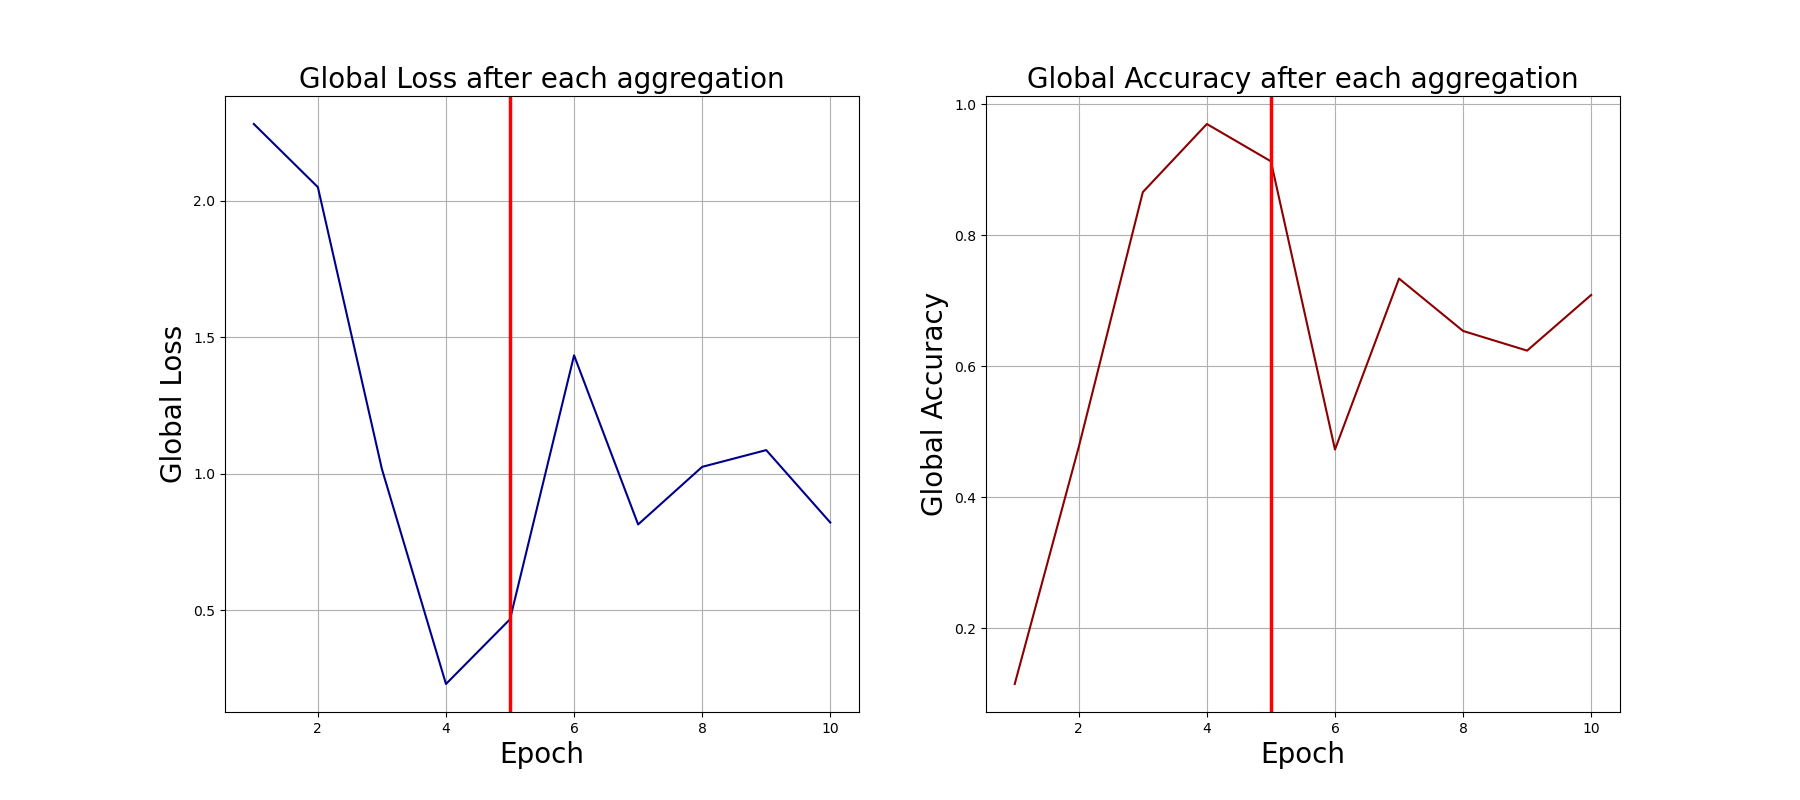 Global Loss after each aggregation
Global Loss
2.0
1.5
1.0
0.5
2 4 6 8 10
Epoch
Global Accuracy after each aggregation
Global Accuracy
1.0
0.8
0.6
0.4
0.2
2 4 6 8 10
Epoch